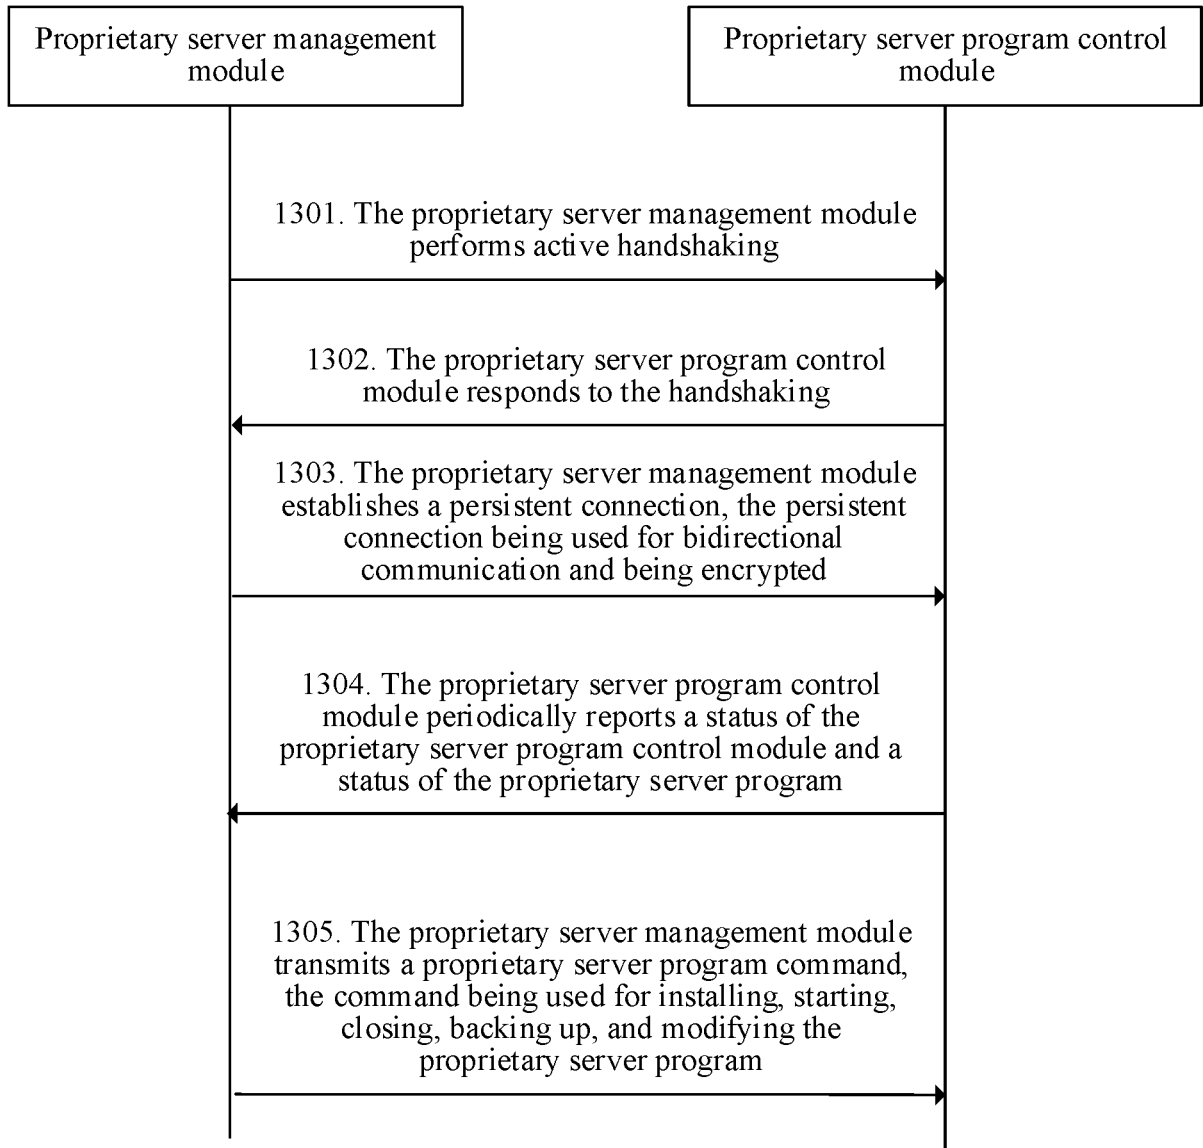 Proprietary server management
module
Proprietary server program control
module
1301. The proprietary server management module
performs active handshaking
1302. The proprietary server program control
module responds to the handshaking
1303. The proprietary server management module
establishes a persistent connection, the persistent
connection being used for bidirectional
communication and being encrypted
1304. The proprietary server program control
module periodically reports a status of the
proprietary server program control module and a
status of the proprietary server program
1305. The proprietary server management module
transmits a proprietary server program command,
the command being used for installing, starting,
closing, backing up, and modifying the
proprietary server program